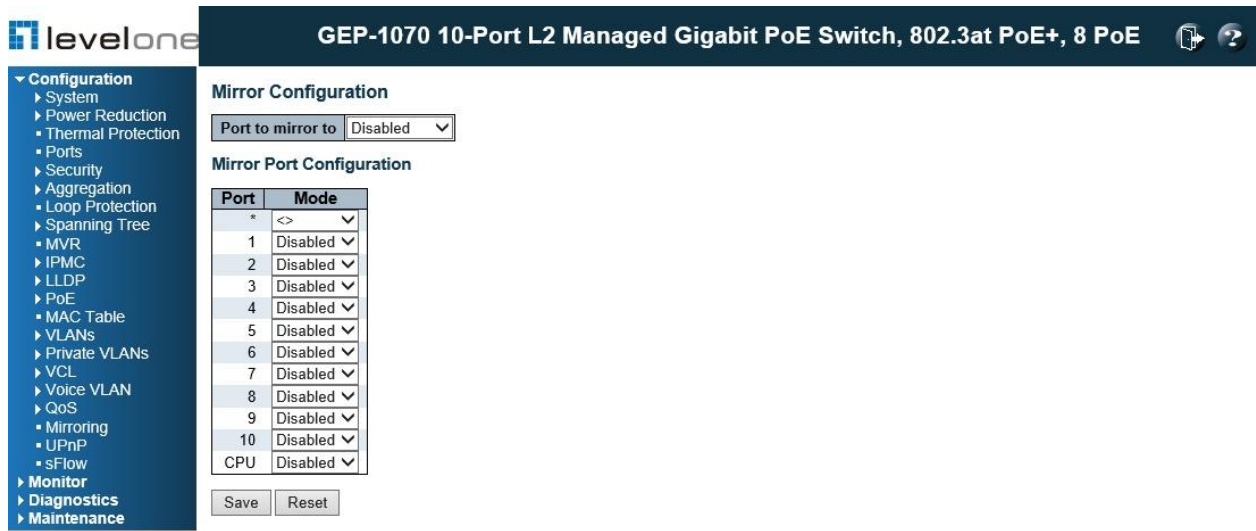 levelone
GEP-1070 10-Port L2 Managed Gigabit PoE Switch, 802.3at PoE+, 8 PoE
?
Configuration
System
Power Reduction
Thermal Protection
Ports
Security
Aggregation
Loop Protection
Spanning Tree
MVR
IPMC
LLDP
PoE
MAC Table
VLANs
Private VLANs
VCL
Voice VLAN
QoS
Mirroring
UPnP
sFlow
Monitor
Diagnostics
Maintenance
Mirror Configuration
Port to mirror to Disabled
Mirror Port Configuration
Port Mode
* <>
1 Disabled
2 Disabled
3 Disabled
4 Disabled
5 Disabled
6 Disabled
7 Disabled
8 Disabled
9 Disabled
10 Disabled
CPU Disabled
Save Reset